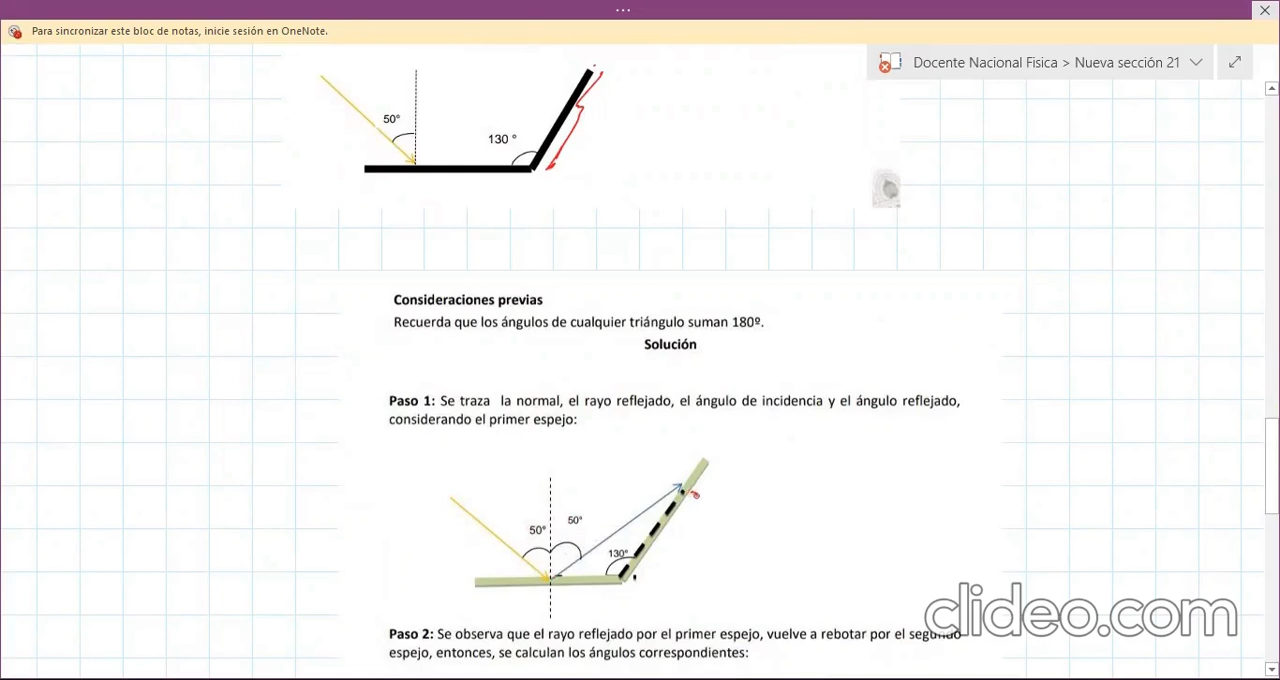 Para sincronizar este bloc de notas, inicie sesión en OneNote.
Docente Nacional Fisica > Nueva sección 21
50°
130 °
Consideraciones previas
Recuerda que los ángulos de cualquier triángulo suman 180º.
Solución
Paso 1: Se traza la normal, el rayo reflejado, el ángulo de incidencia y el ángulo reflejado,
considerando el primer espejo:
50°
50°
130°
clideo.com
Paso 2: Se observa que el rayo reflejado por el primer espejo, vuelve a rebotar por el segundo
espejo, entonces, se calculan los ángulos correspondientes: